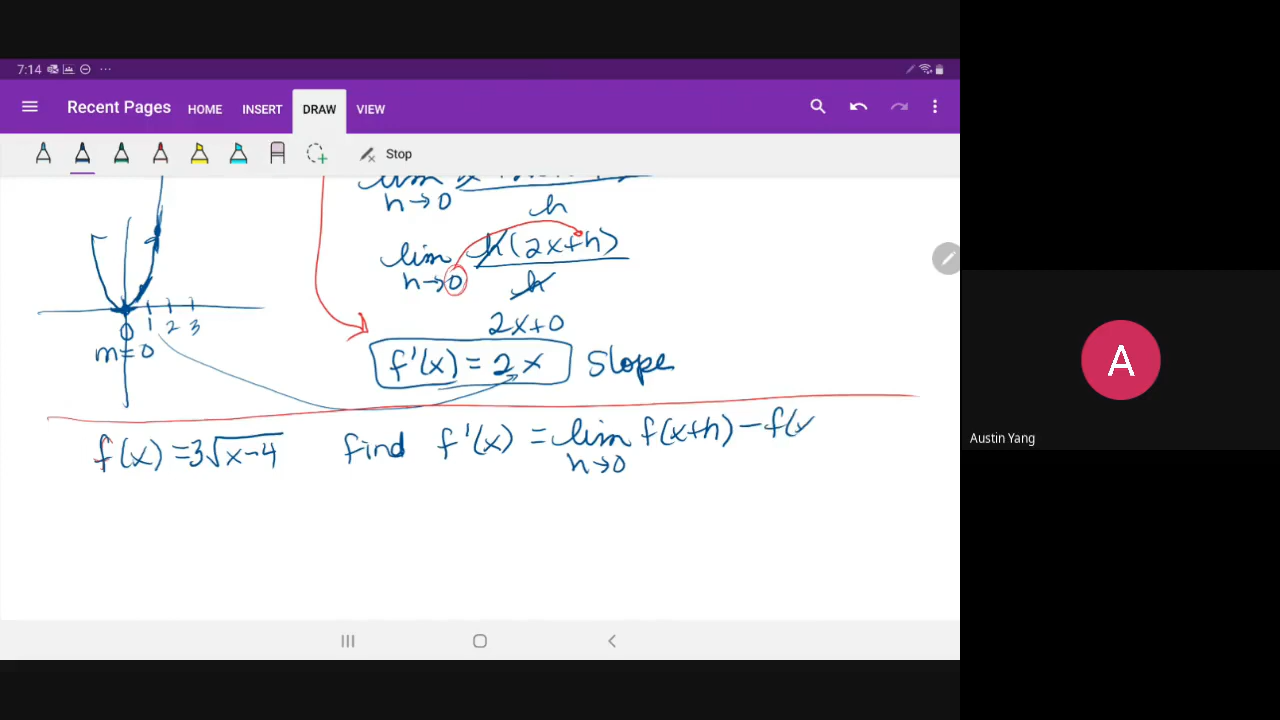 7:14
Recent Pages HOME INSERT DRAW VIEW
Stop
h→0 h
lim h(2x+h)
h→0 h
2x+0
f'(x) = 2x Slope
0 1 2 3
m=0
f(x) = 3√x-4 find f'(x) = lim f(x+h) - f(x
h→0
A
Austin Yang